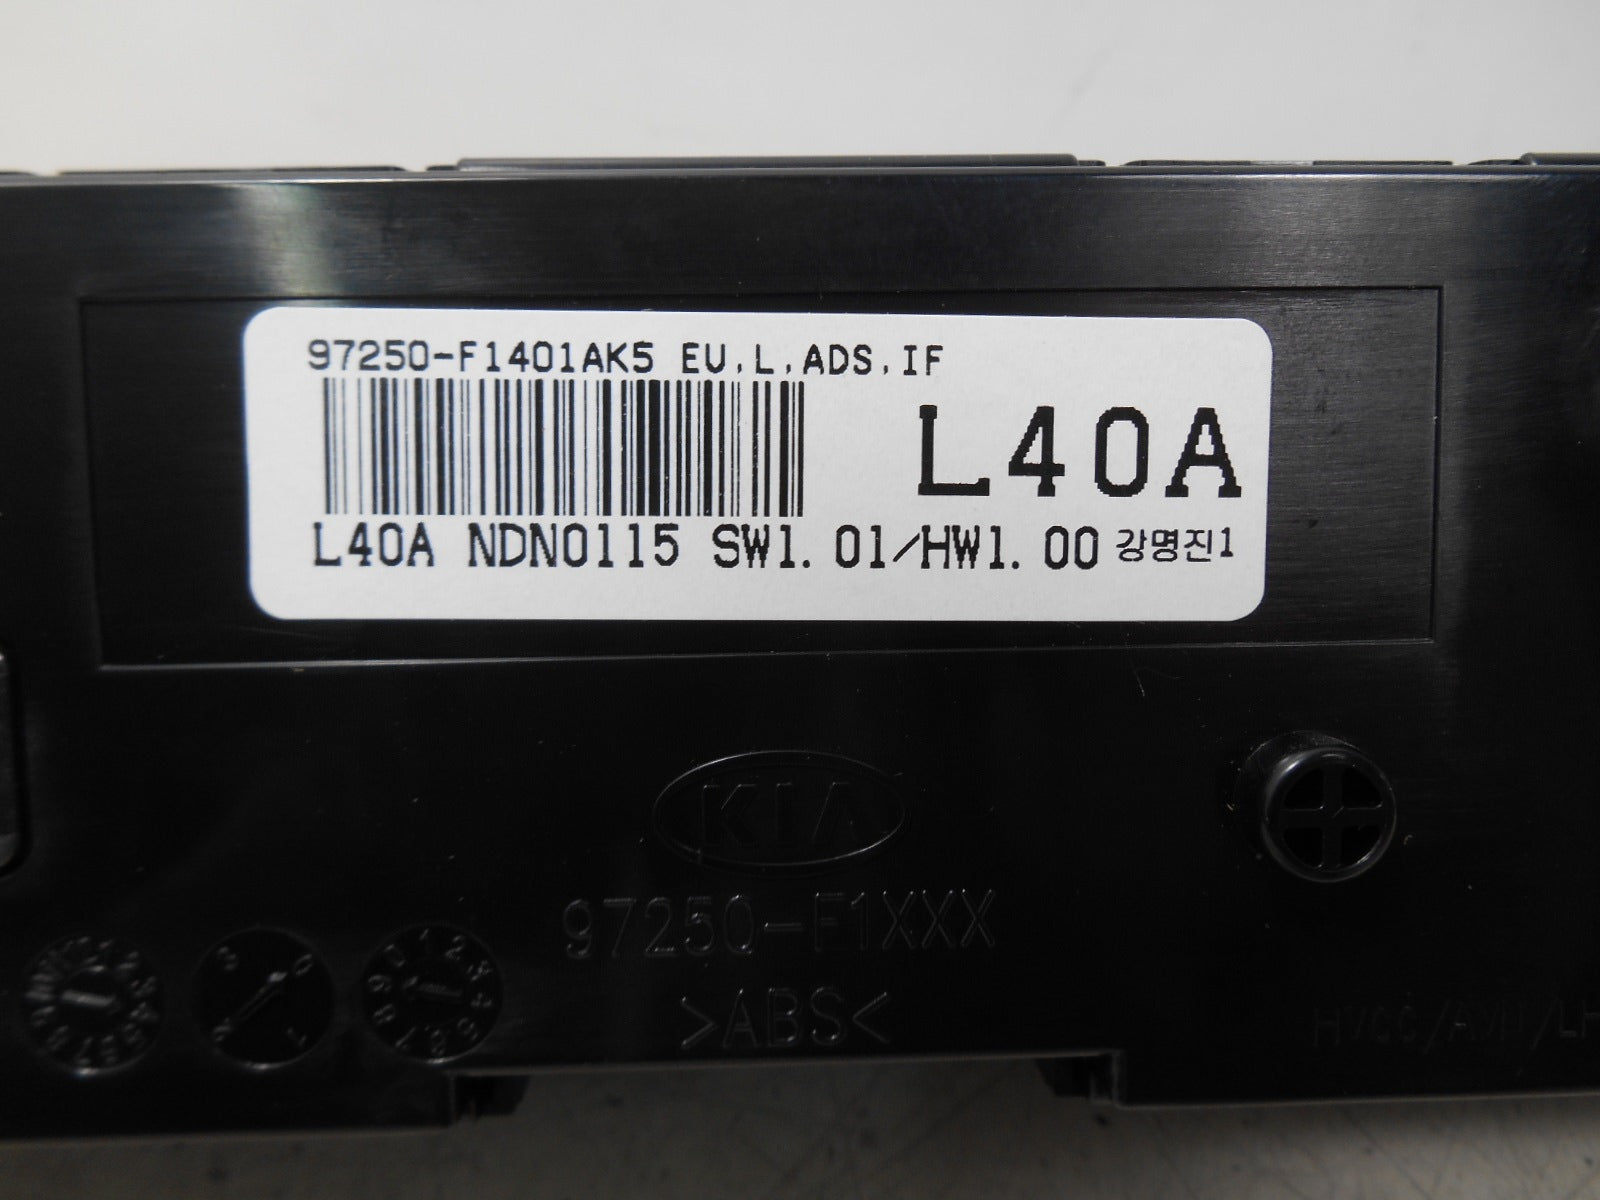 97250-F1401AK5 EU,L,ADS,IF
L40A
L40A NDN0115 SW1.01/HW1.00 강명진1
KIA
97250-F1XXX
>ABS<